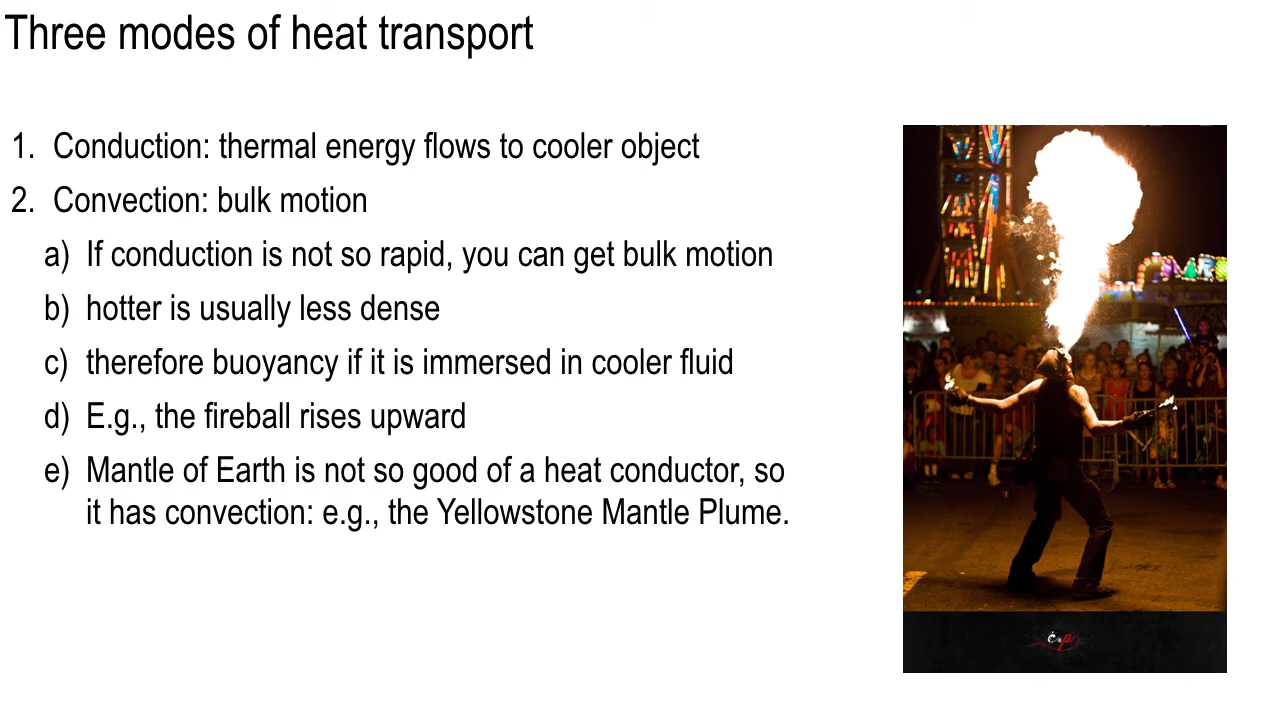 Three modes of heat transport
1. Conduction: thermal energy flows to cooler object
2. Convection: bulk motion
a) If conduction is not so rapid, you can get bulk motion
b) hotter is usually less dense
c) therefore buoyancy if it is immersed in cooler fluid
d) E.g., the fireball rises upward
e) Mantle of Earth is not so good of a heat conductor, so
it has convection: e.g., the Yellowstone Mantle Plume.